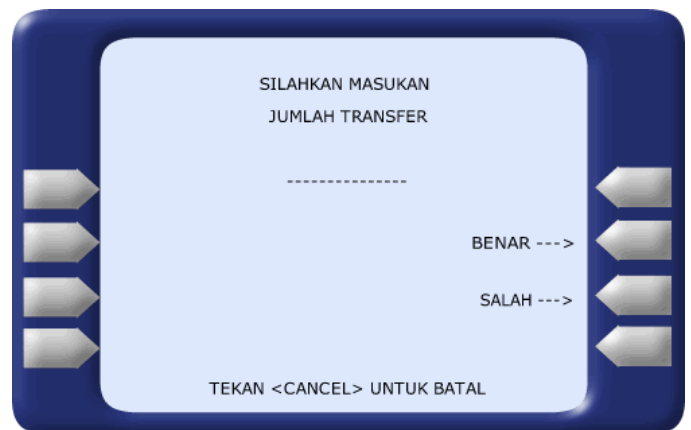 SILAHKAN MASUKAN
JUMLAH TRANSFER
---------------
BENAR --->
SALAH --->
TEKAN <CANCEL> UNTUK BATAL